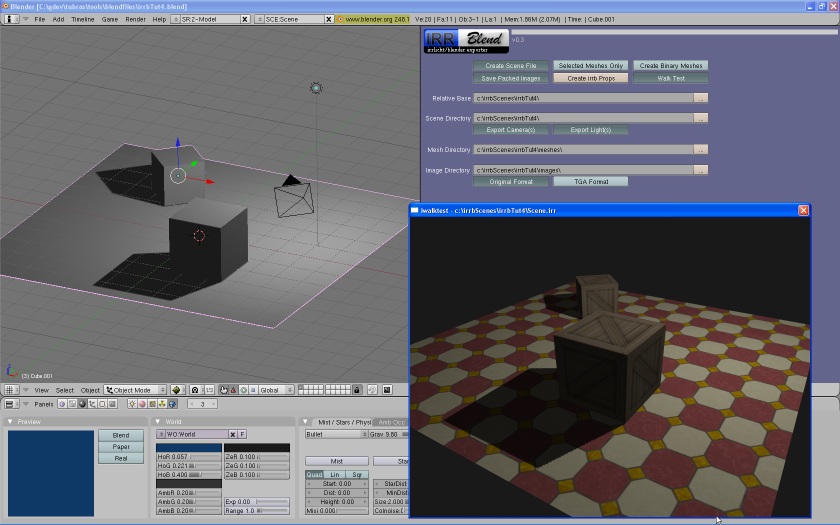 Blender [C:\gdev\tubras\tools\blendfiles\irrbTut4.blend]
File Add Timeline Game Render Help SR:2-Model SCE:Scene www.blender.org 246.1 Ve:20 | Fa:11 | Ob:3-1 | La:1 | Mem:1.86M (2.07M) | Time: | Cube.001
IRR Blend v0.3
irrlicht/blender exporter
Create Scene File Selected Meshes Only Create Binary Meshes
Save Packed Images Create irrb Props Walk Test
Relative Base c:\irrbScenes\irrbTut4\ ...
Scene Directory c:\irrbScenes\irrbTut4\ ...
Export Camera(s) Export Light(s)
Mesh Directory c:\irrbScenes\irrbTut4\meshes\ ...
Image Directory c:\irrbScenes\irrbTut4\images\ ...
Original Format TGA Format
iwalktest - c:\irrbScenes\irrbTut4\Scene.irr
(3) Cube.001
View Select Object Object Mode Global
Panels 3
Preview
Blend
Paper
Real
World
WO:World X F
HoR 0.057 ZeR 0.100
HoG 0.221 ZeG 0.100
HoB 0.400 ZeB 0.100
AmbR 0.20
AmbG 0.20 Exp 0.00
AmbB 0.20 Range 1.0
Mist / Stars / Physi Amb Occ
Bullet Grav 9.80
Mist Star
Quad Lin Sqr
Start: 0.00 StarDist
Dist: 0.00 MinDist
Height: 0.00 Size:2.000
Misi 0.000 Colnoise: